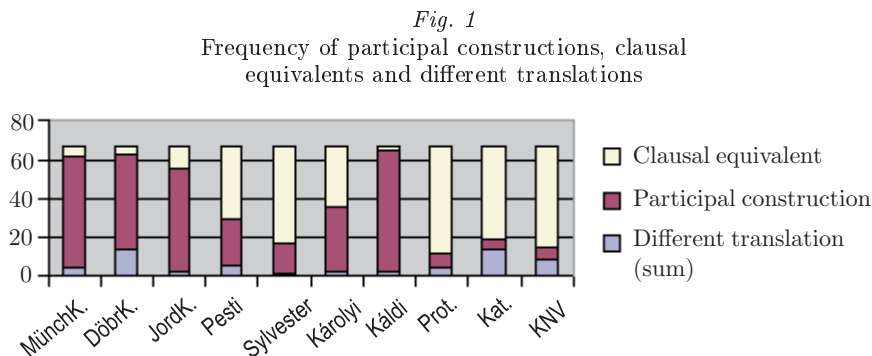 Fig. 1
Frequency of participal constructions, clausal
equivalents and different translations
80
60
40
20
0
MünchK.
DöbrK.
JordK.
Pesti
Sylvester
Károlyi
Káldi
Prot.
Kat.
KNV
Clausal equivalent
Participal construction
Different translation
(sum)